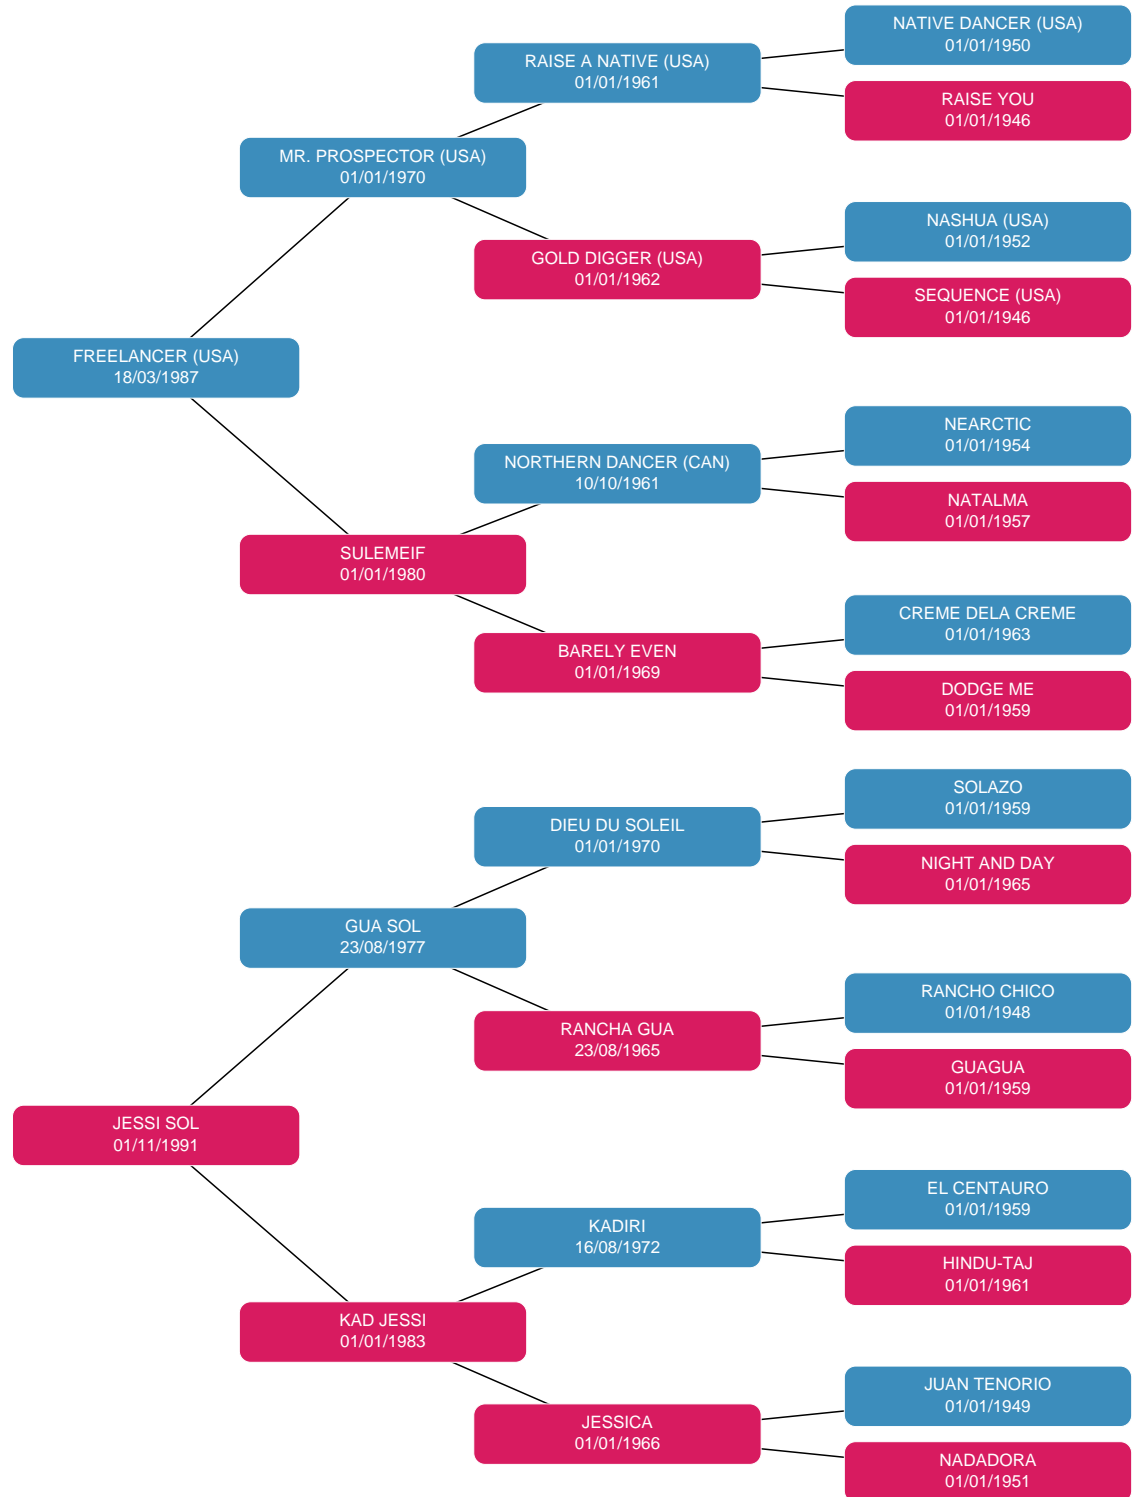 NATIVE DANCER (USA)
01/01/1950
RAISE A NATIVE (USA)
01/01/1961
RAISE YOU
01/01/1946
MR. PROSPECTOR (USA)
01/01/1970
NASHUA (USA)
01/01/1952
GOLD DIGGER (USA)
01/01/1962
SEQUENCE (USA)
01/01/1946
FREELANCER (USA)
18/03/1987
NEARCTIC
01/01/1954
NORTHERN DANCER (CAN)
10/10/1961
NATALMA
01/01/1957
SULEMEIF
01/01/1980
CREME DELA CREME
01/01/1963
BARELY EVEN
01/01/1969
DODGE ME
01/01/1959
SOLAZO
01/01/1959
DIEU DU SOLEIL
01/01/1970
NIGHT AND DAY
01/01/1965
GUA SOL
23/08/1977
RANCHO CHICO
01/01/1948
RANCHA GUA
23/08/1965
GUAGUA
01/01/1959
JESSI SOL
01/11/1991
EL CENTAURO
01/01/1959
KADIRI
16/08/1972
HINDU-TAJ
01/01/1961
KAD JESSI
01/01/1983
JUAN TENORIO
01/01/1949
JESSICA
01/01/1966
NADADORA
01/01/1951